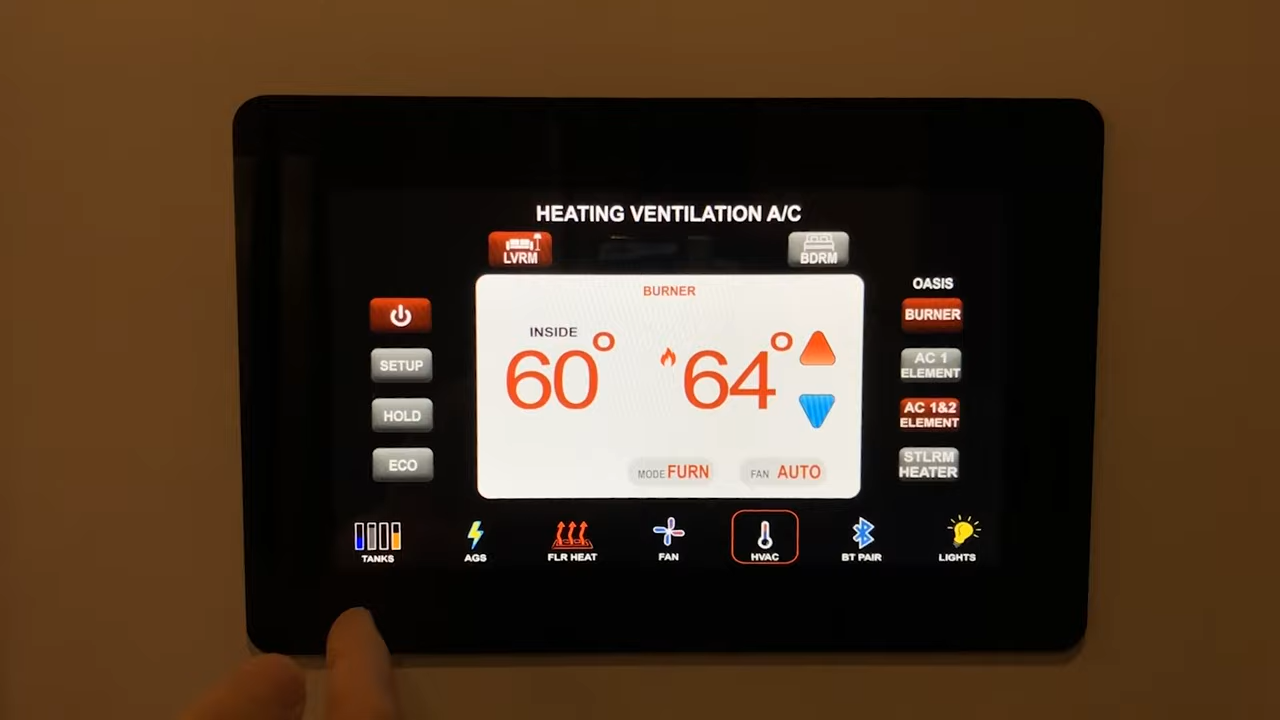 HEATING VENTILATION A/C
LVRM
BDRM
BURNER
INSIDE
60°
64°
MODE FURN
FAN AUTO
SETUP
HOLD
ECO
OASIS
BURNER
AC 1
ELEMENT
AC 1&2
ELEMENT
STLRM
HEATER
TANKS
AGS
FLR HEAT
FAN
HVAC
BT PAIR
LIGHTS